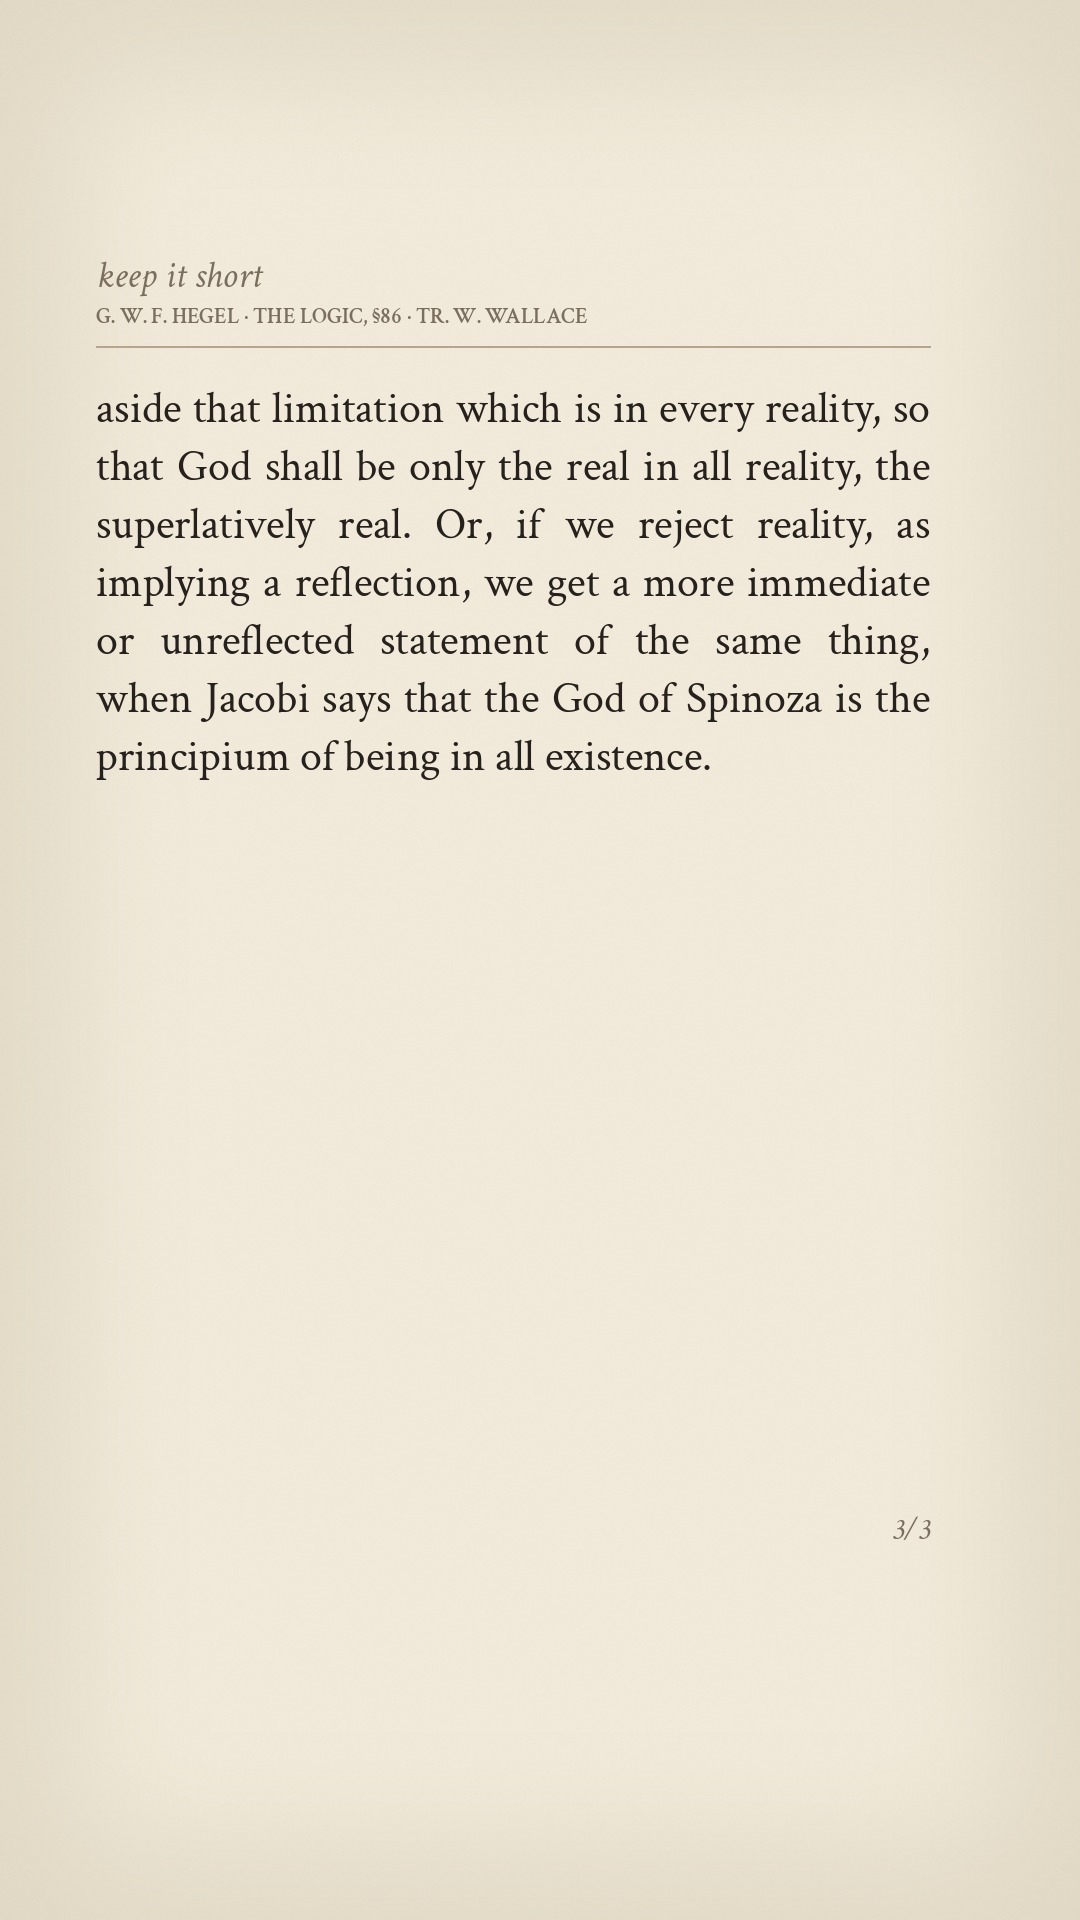 keep it short
G. W. F. HEGEL · THE LOGIC, §86 · TR. W. WALLACE
aside that limitation which is in every reality, so
that God shall be only the real in all reality, the
superlatively real. Or, if we reject reality, as
implying a reflection, we get a more immediate
or unreflected statement of the same thing,
when Jacobi says that the God of Spinoza is the
principium of being in all existence.
3/3